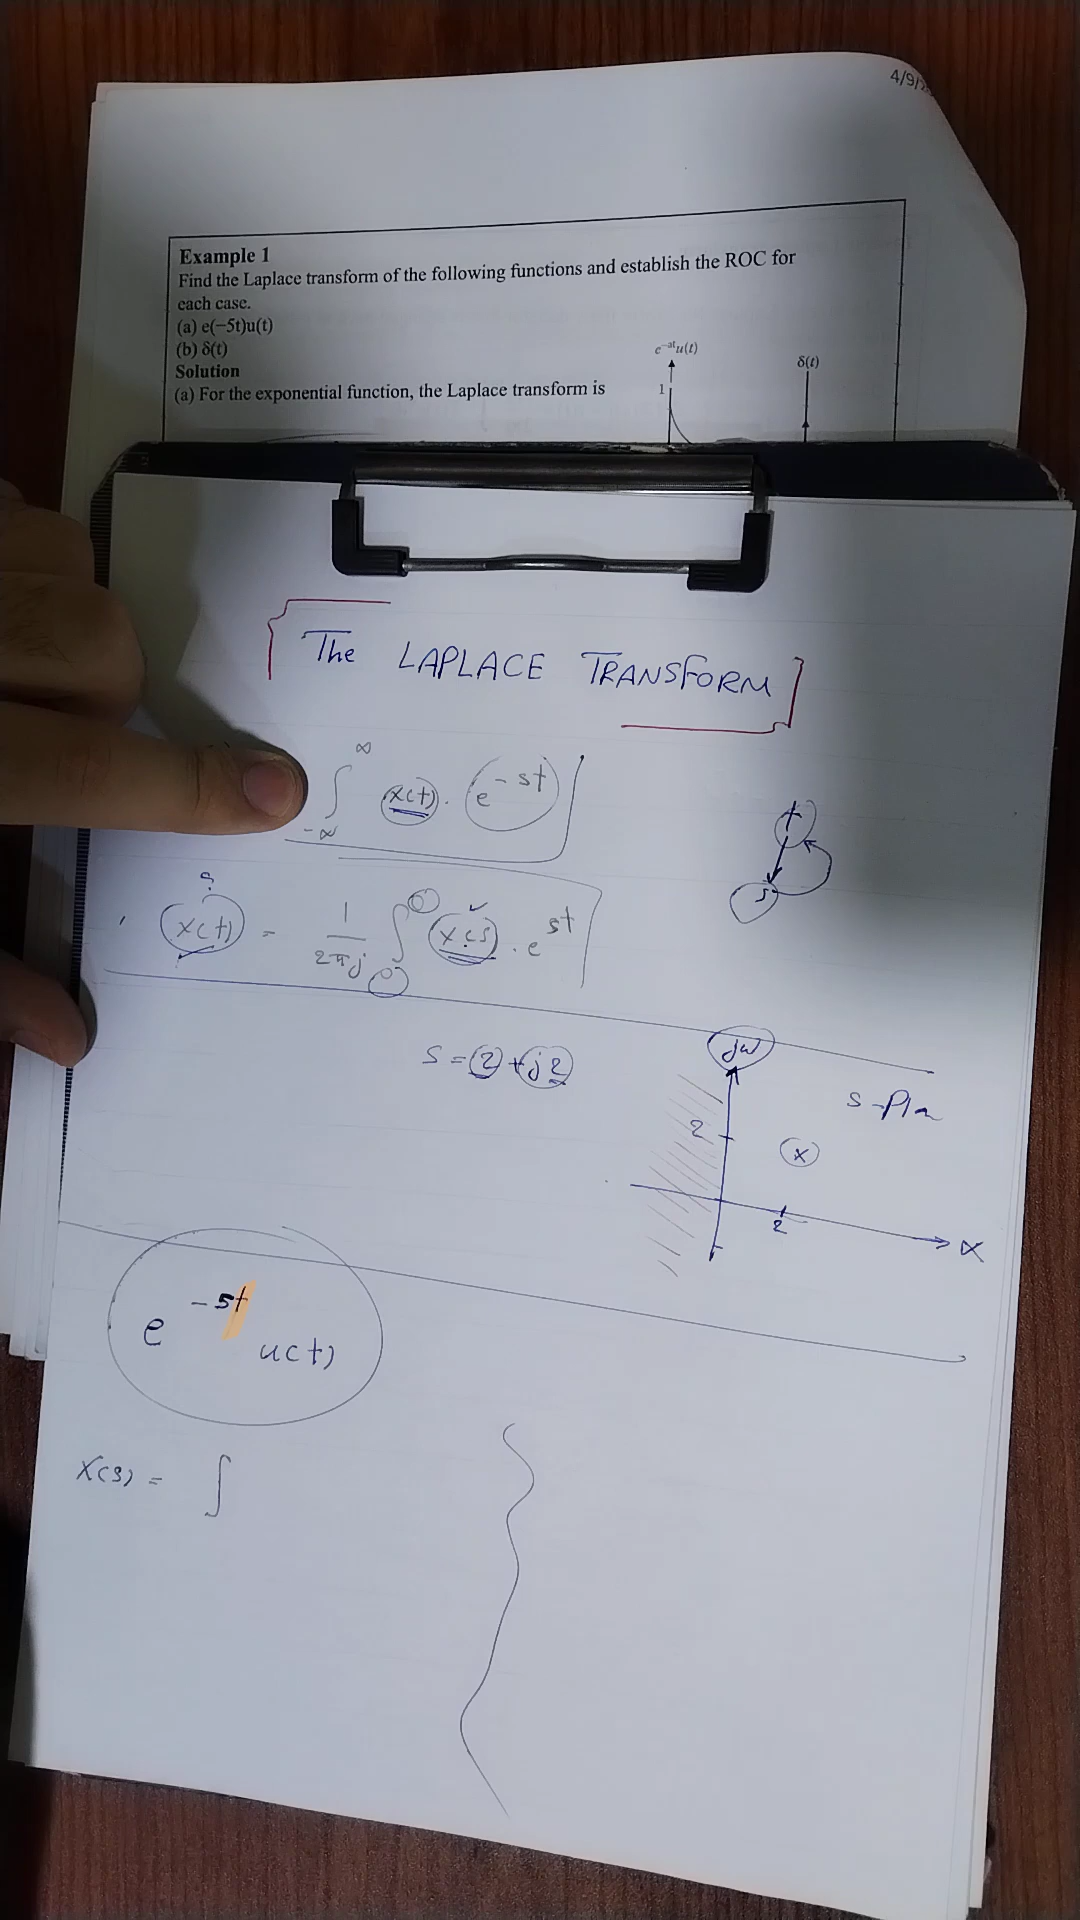 4/9/
Example 1
Find the Laplace transform of the following functions and establish the ROC for
each case.
(a) e(−5t)u(t)
(b) δ(t)
Solution
(a) For the exponential function, the Laplace transform is
e^-at u(t)
1
δ(t)
The LAPLACE TRANSFORM
∫_-∞^∞ x(t) . e^-st
t
s
?
x(t) = 1/2πj ∫ x(s) . e^st
s = 2 + j2
jw
s-Pla
2
x
2
α
e^-5t u(t)
X(s) = ∫